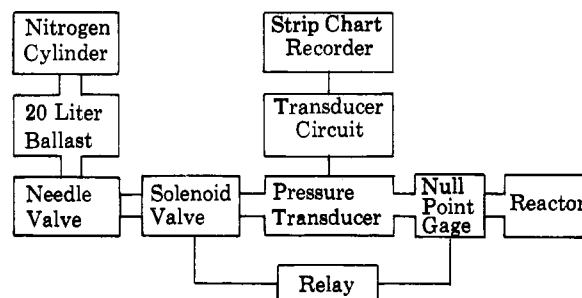 Nitrogen
Cylinder
Strip Chart
Recorder
20 Liter
Ballast
Transducer
Circuit
Needle
Valve
Solenoid
Valve
Pressure
Transducer
Null
Point
Gage
Reactor
Relay